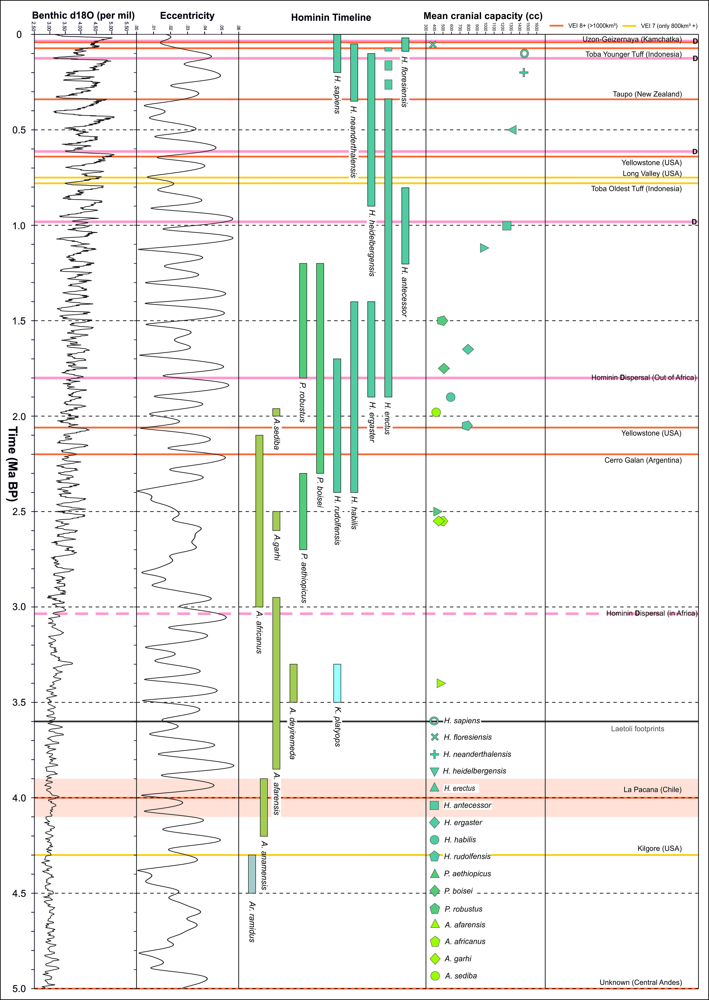 Benthic d18O (per mil)
Eccentricity
Hominin Timeline
Mean cranial capacity (cc)
VEI 8+ (>1000km³)
VEI 7 (only 800km³ +)
2.50 3.00 3.50 4.00 4.50 5.00 5.50
.00 .01 .02 .03 .04 .05 .06
300 400 500 600 700 800 900 1000 1100 1200 1300 1400 1500 1600
Time (Ma BP)
0
0.5
1.0
1.5
2.0
2.5
3.0
3.5
4.0
4.5
5.0
H. sapiens
H. neanderthalensis
H. heidelbergensis
H. floresiensis
H. antecessor
P. robustus
P. boisei
H. rudolfensis
H. habilis
H. ergaster
H. erectus
A.sediba
A.garhi
P. aethiopicus
A. africanus
A. afarensis
A. deyiremeda
K. platyops
A. anamensis
Ar. ramidus
H. sapiens
H. floresiensis
H. neanderthalensis
H. heidelbergensis
H. erectus
H. antecessor
H. ergaster
H. habilis
H. rudolfensis
P. aethiopicus
P. boisei
P. robustus
A. afarensis
A. africanus
A. garhi
A. sediba
Uzon-Geizernaya (Kamchatka)
D
Toba Younger Tuff (Indonesia)
D
Taupo (New Zealand)
D
Yellowstone (USA)
Long Valley (USA)
Toba Oldest Tuff (Indonesia)
D
Hominin Dispersal (Out of Africa)
Yellowstone (USA)
Cerro Galan (Argentina)
Hominin Dispersal (in Africa)
Laetoli footprints
La Pacana (Chile)
Kilgore (USA)
Unknown (Central Andes)